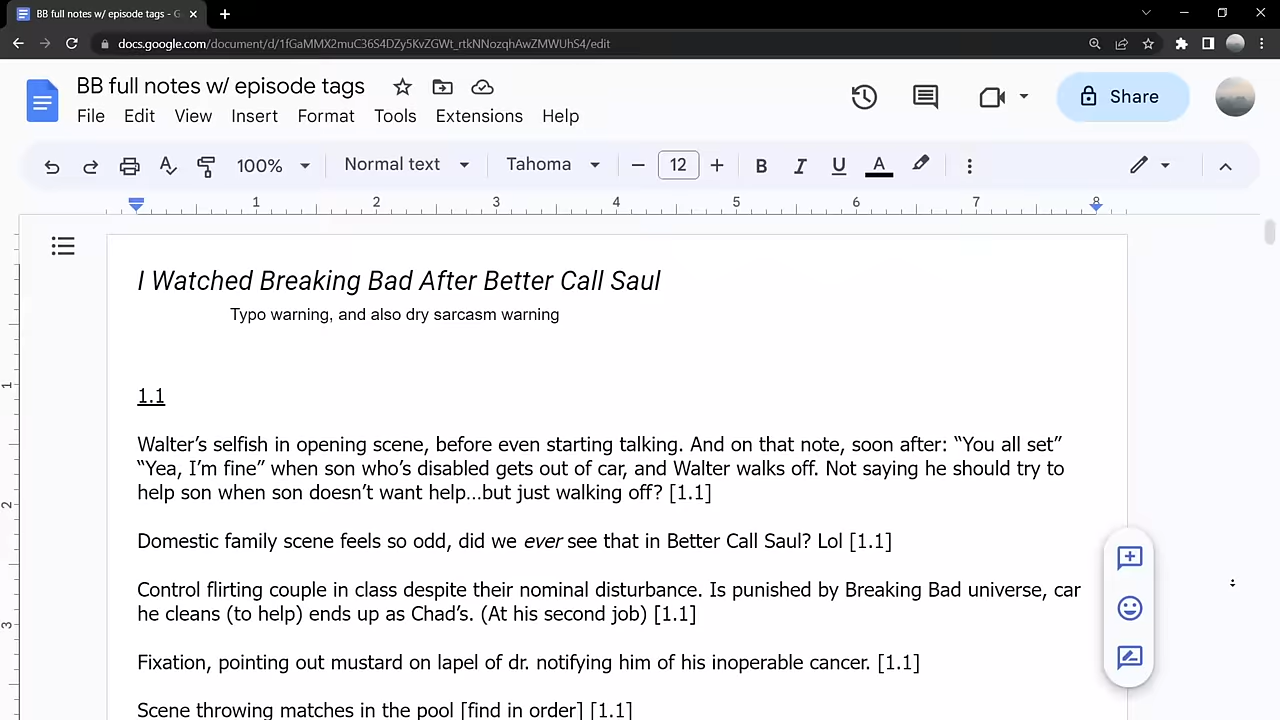 BB full notes w/ episode tags - G
docs.google.com/document/d/1fGaMMX2muC36S4DZy5KvZGWt_rtkNNozqhAwZMWUhS4/edit
BB full notes w/ episode tags
File Edit View Insert Format Tools Extensions Help
Share
100% Normal text Tahoma 12 B I U A
1 2 3 4 5 6 7 8
I Watched Breaking Bad After Better Call Saul
Typo warning, and also dry sarcasm warning
1.1
Walter’s selfish in opening scene, before even starting talking. And on that note, soon after: “You all set”
“Yea, I’m fine” when son who’s disabled gets out of car, and Walter walks off. Not saying he should try to
help son when son doesn’t want help…but just walking off? [1.1]
Domestic family scene feels so odd, did we ever see that in Better Call Saul? Lol [1.1]
Control flirting couple in class despite their nominal disturbance. Is punished by Breaking Bad universe, car
he cleans (to help) ends up as Chad’s. (At his second job) [1.1]
Fixation, pointing out mustard on lapel of dr. notifying him of his inoperable cancer. [1.1]
Scene throwing matches in the pool [find in order] [1.1]
1
2
3